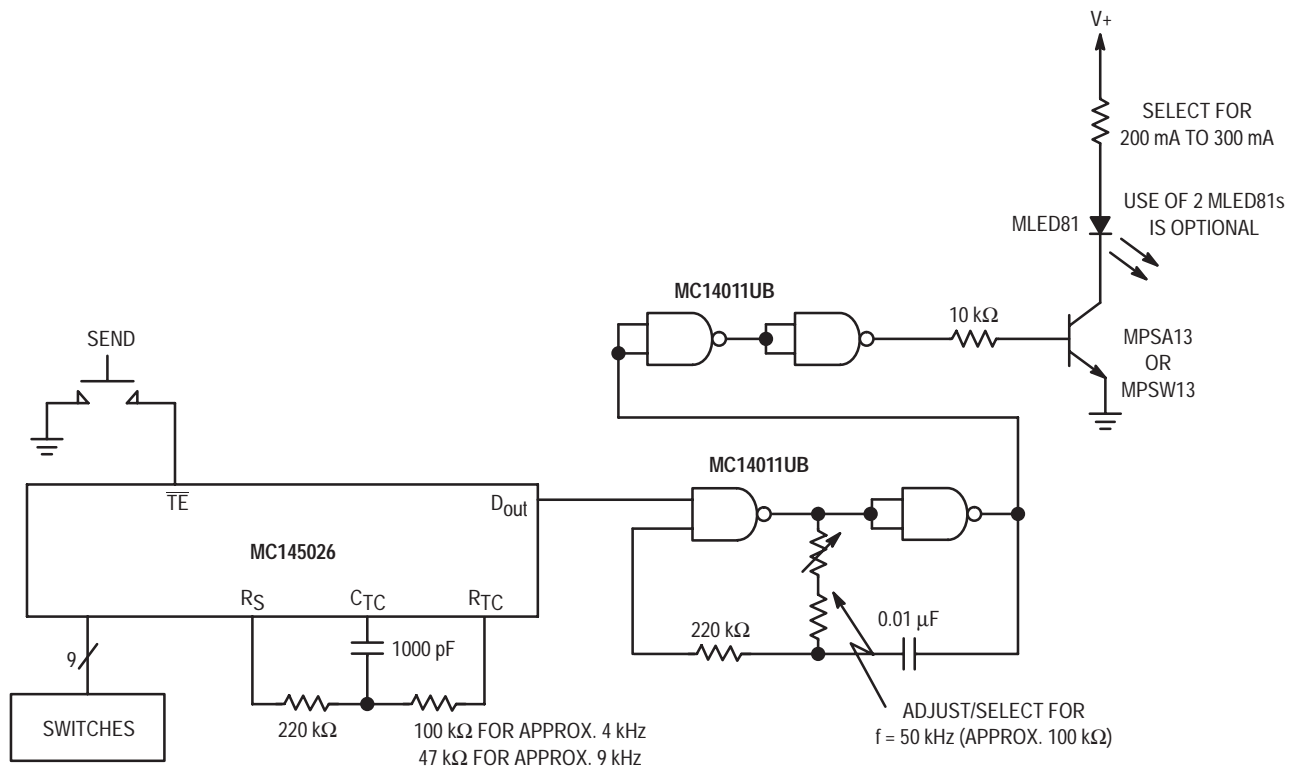 V+
SELECT FOR
200 mA TO 300 mA
USE OF 2 MLED81s
IS OPTIONAL
MLED81
MC14011UB
10 kΩ
MPSA13
OR
MPSW13
SEND
MC14011UB
TE
Dout
MC145026
RS
CTC
RTC
1000 pF
9
SWITCHES
220 kΩ
100 kΩ FOR APPROX. 4 kHz
47 kΩ FOR APPROX. 9 kHz
220 kΩ
0.01 μF
ADJUST/SELECT FOR
f = 50 kHz (APPROX. 100 kΩ)